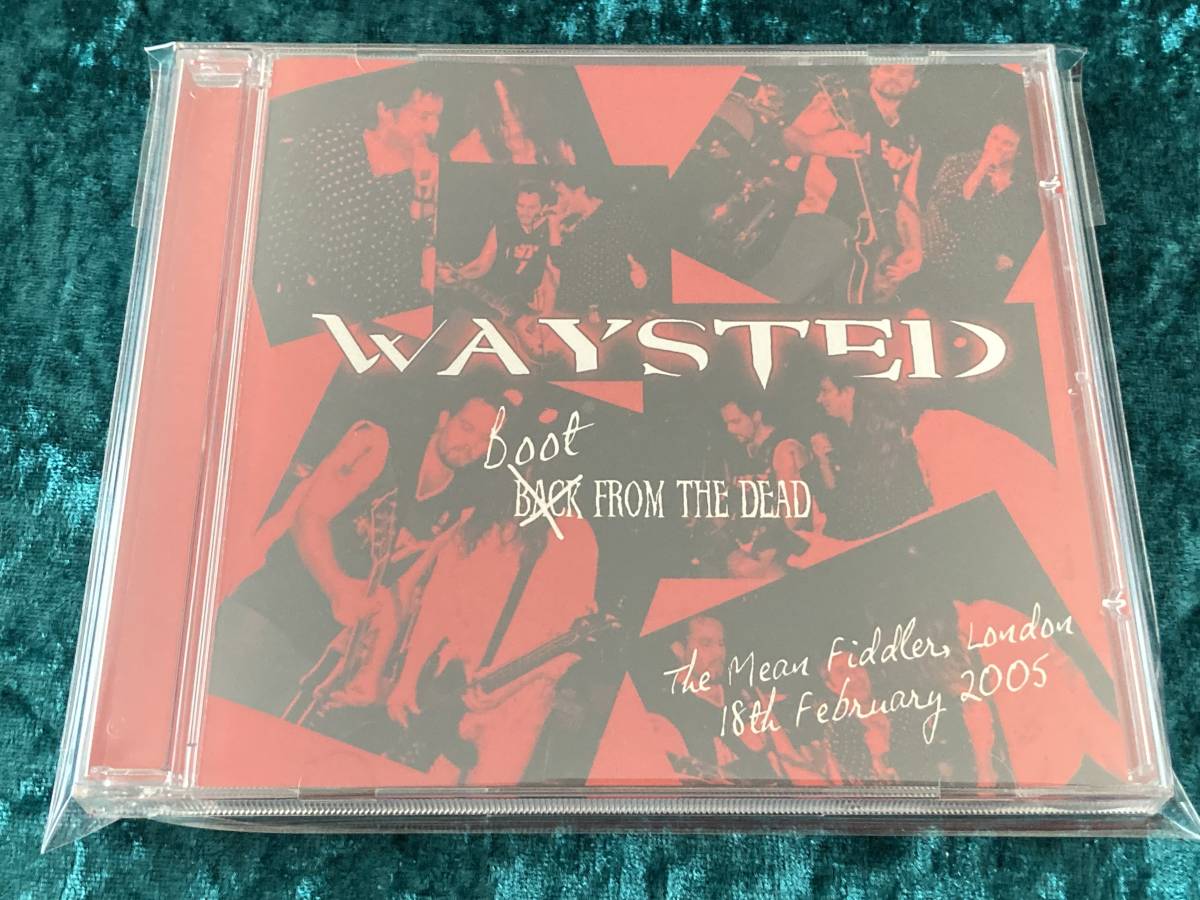 WAYSTED
Boot
BACK FROM THE DEAD
The Mean Fiddler, London
18th February 2005